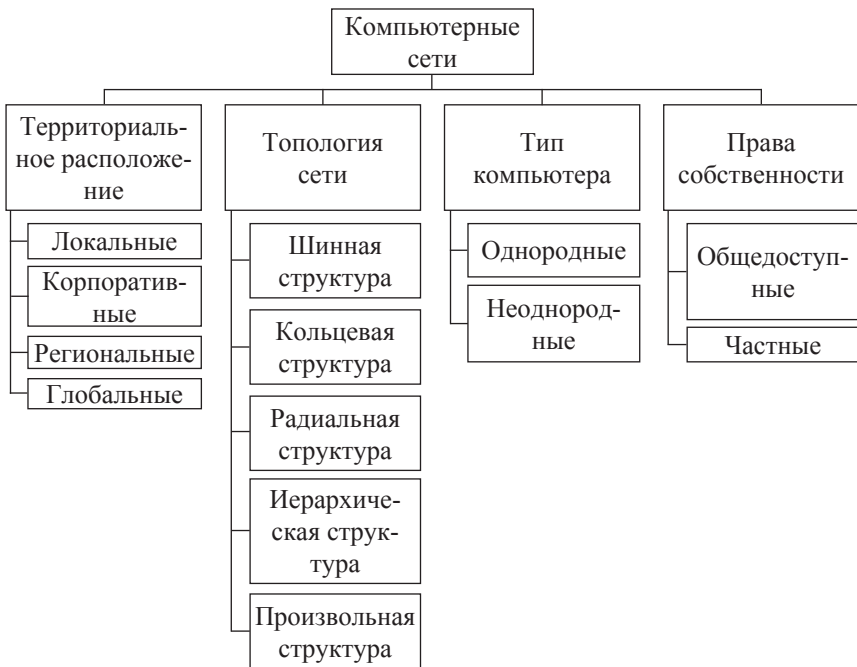 Компьютерные
сети
Территориаль-
ное расположе-
ние
Локальные
Корпоратив-
ные
Региональные
Глобальные
Топология
сети
Шинная
структура
Кольцевая
структура
Радиальная
структура
Иерархиче-
ская струк-
тура
Произвольная
структура
Тип
компьютера
Однородные
Неоднород-
ные
Права
собственности
Общедоступ-
ные
Частные